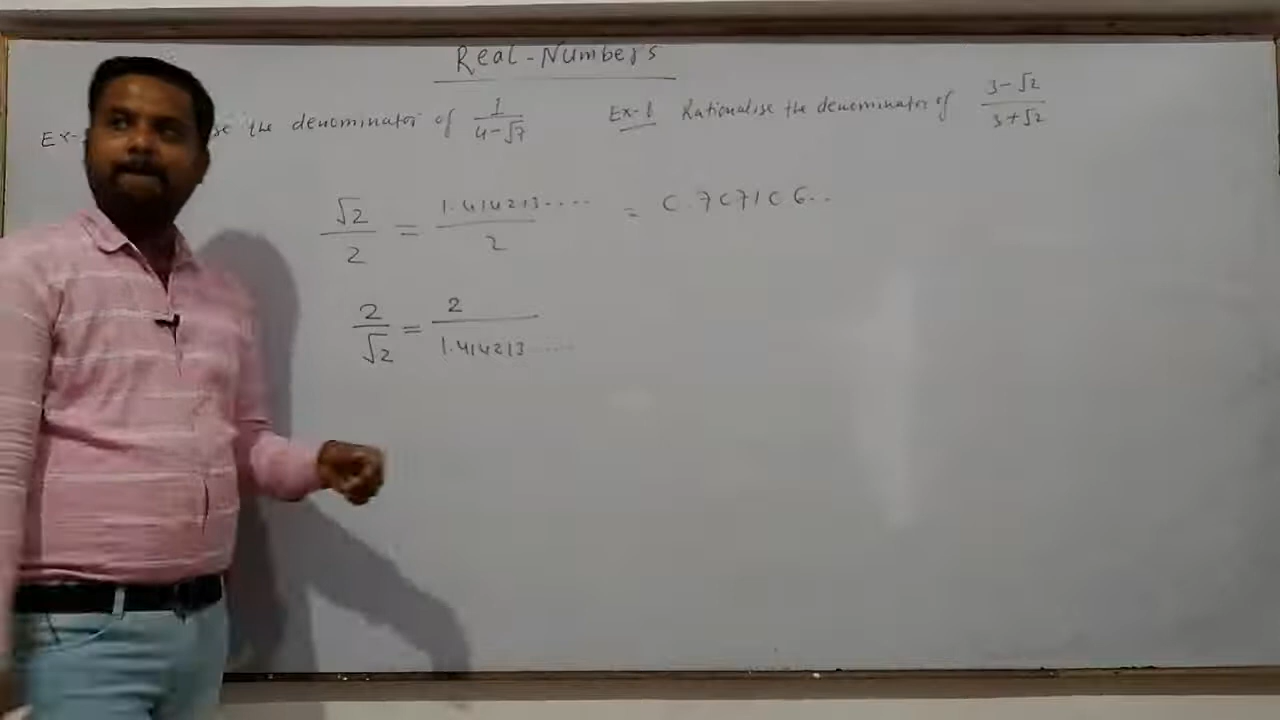 Real-Numbers
Ex- se the denominator of 1/(4-√7)
Ex-6 Rationalise the denominator of (3-√2)/(3+√2)
√2/2 = 1.414213..../2 = 0.707106..
2/√2 = 2/1.414213.....